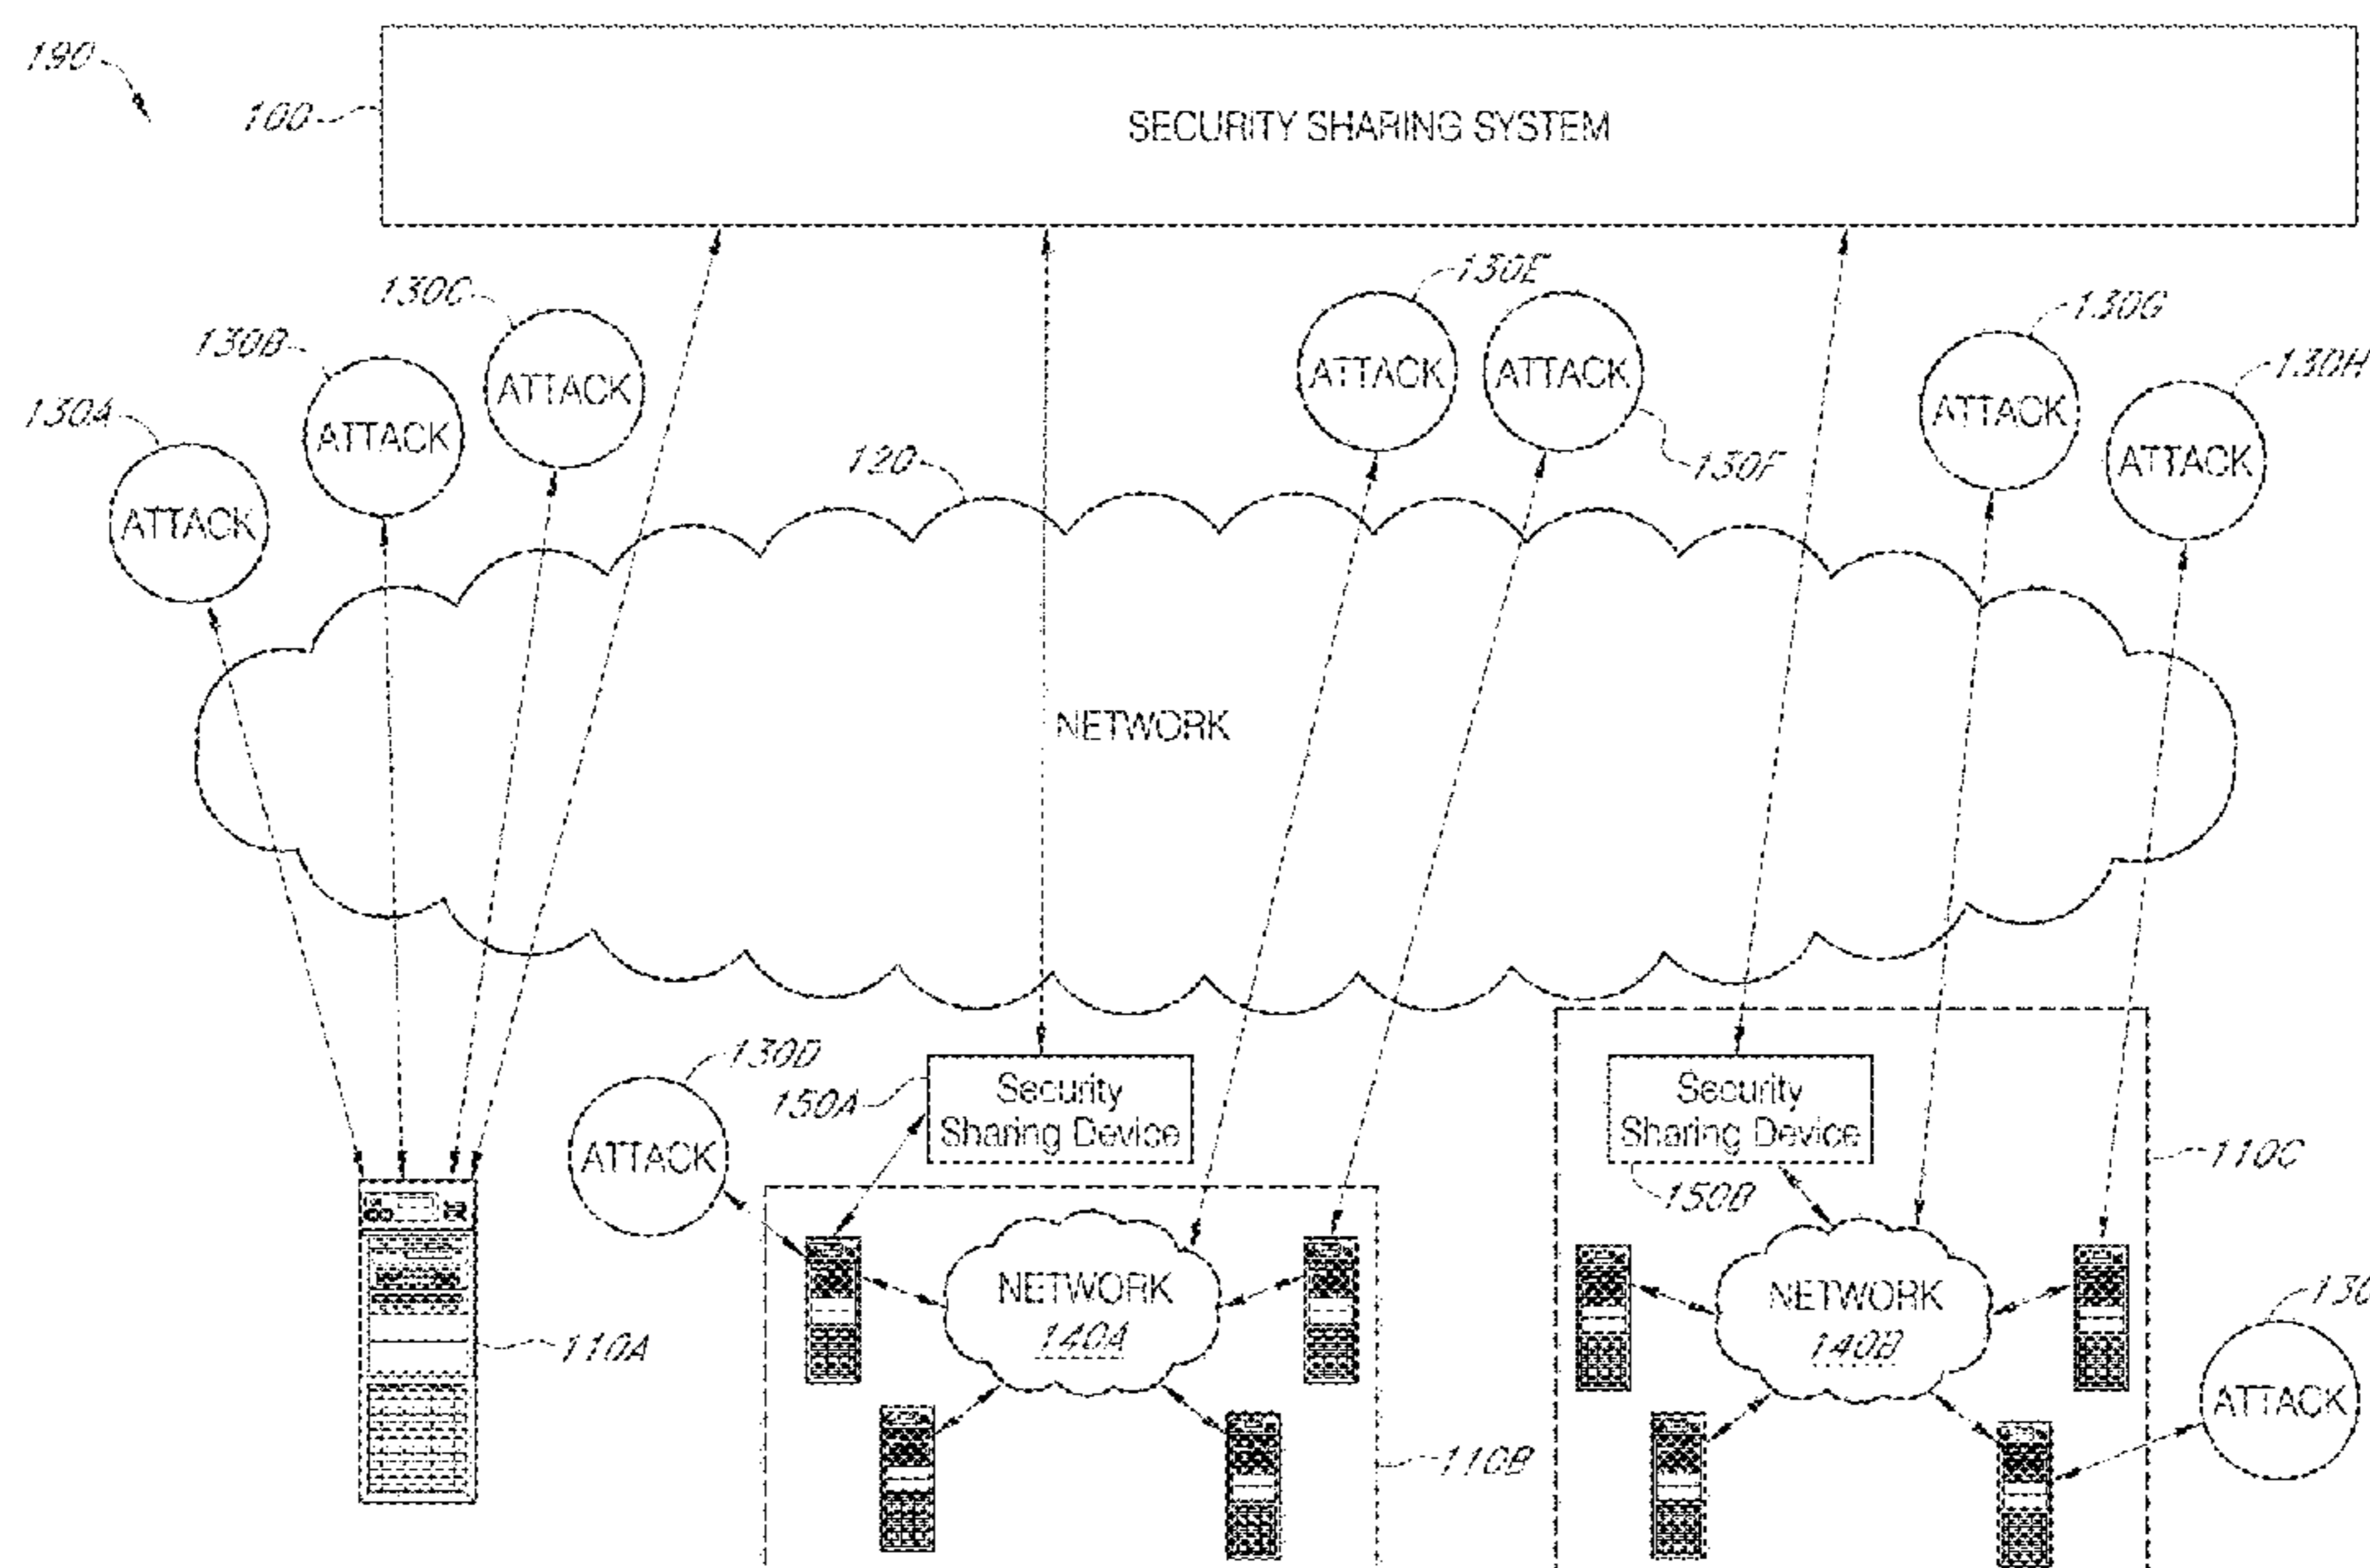 190
100
SECURITY SHARING SYSTEM
130E
130C
130G
130B
130H
ATTACK
ATTACK
ATTACK
130A
ATTACK
ATTACK
ATTACK
120
130F
ATTACK
NETWORK
130D
150A
Security
Sharing Device
Security
Sharing Device
ATTACK
110C
150B
NETWORK
140A
NETWORK
140B
130
110A
ATTACK
110B